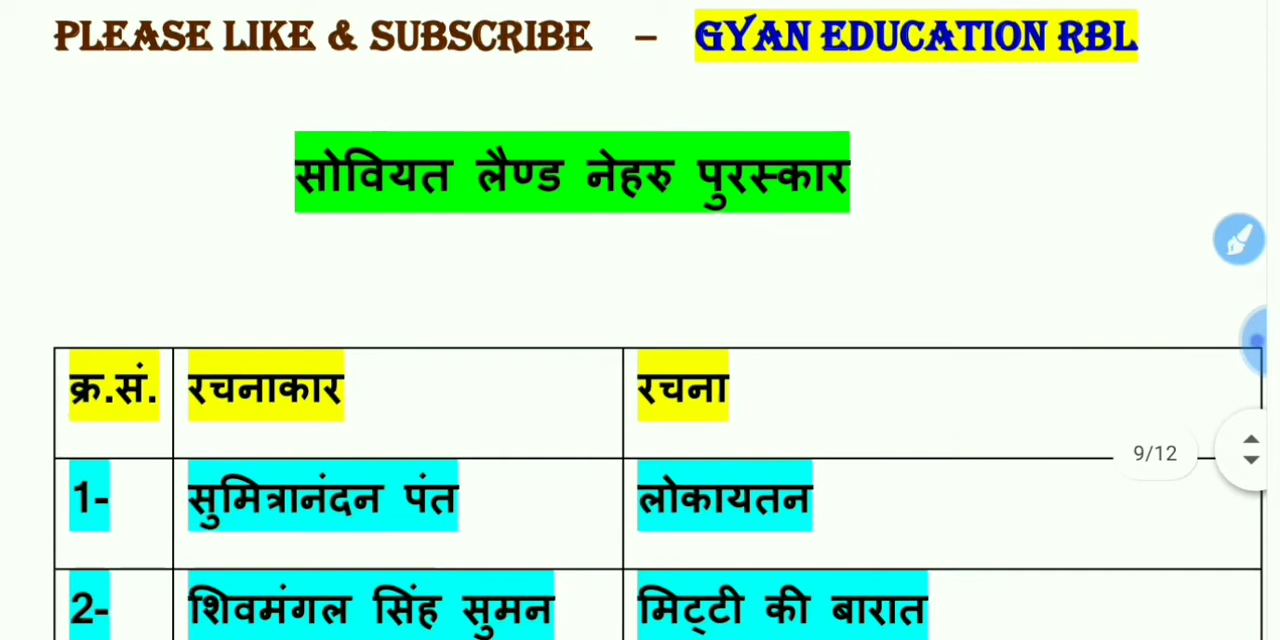 PLEASE LIKE & SUBSCRIBE – GYAN EDUCATION RBL
सोवियत लैण्ड नेहरु पुरस्कार
क्र.सं. रचनाकार रचना
9/12
1- सुमित्रानंदन पंत लोकायतन
2- शिवमंगल सिंह सुमन मिट्टी की बारात